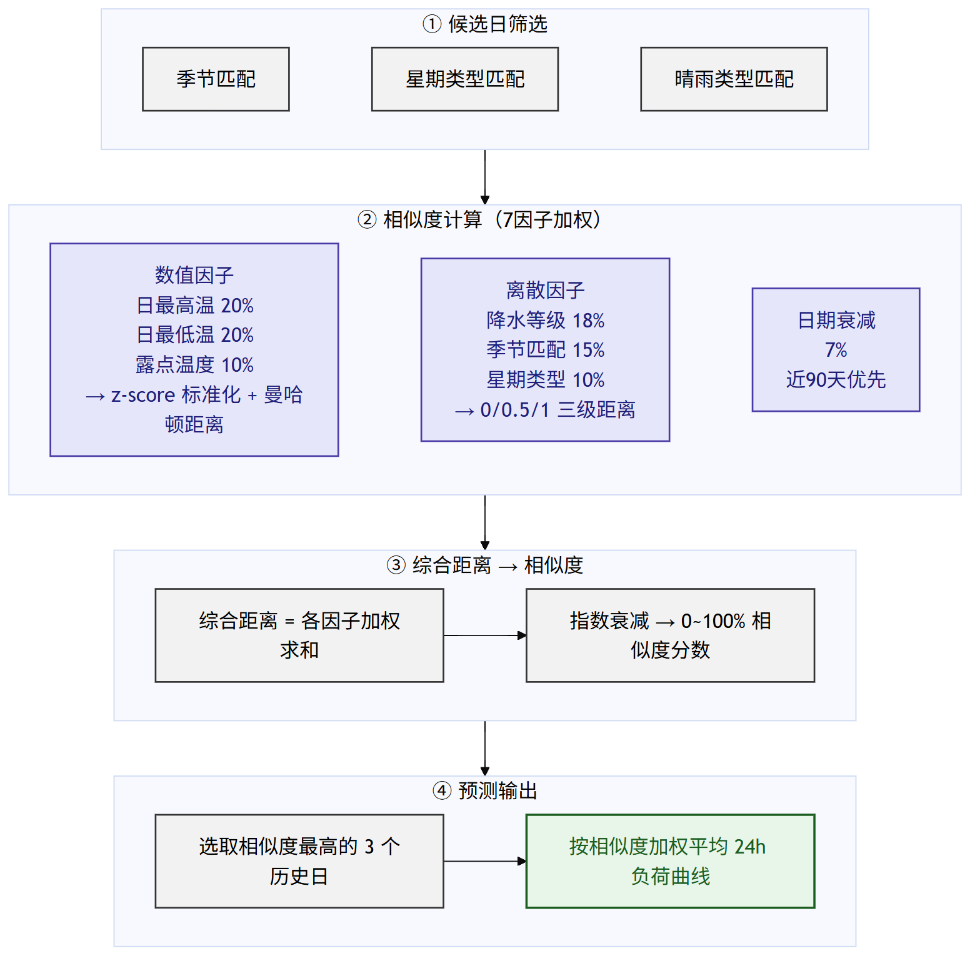 ① 候选日筛选
季节匹配
星期类型匹配
晴雨类型匹配
② 相似度计算（7因子加权）
数值因子
日最高温 20%
日最低温 20%
露点温度 10%
→ z-score 标准化 + 曼哈
顿距离
离散因子
降水等级 18%
季节匹配 15%
星期类型 10%
→ 0/0.5/1 三级距离
日期衰减
7%
近90天优先
③ 综合距离 → 相似度
综合距离 = 各因子加权
求和
指数衰减 → 0~100% 相
似度分数
④ 预测输出
选取相似度最高的 3 个
历史日
按相似度加权平均 24h
负荷曲线